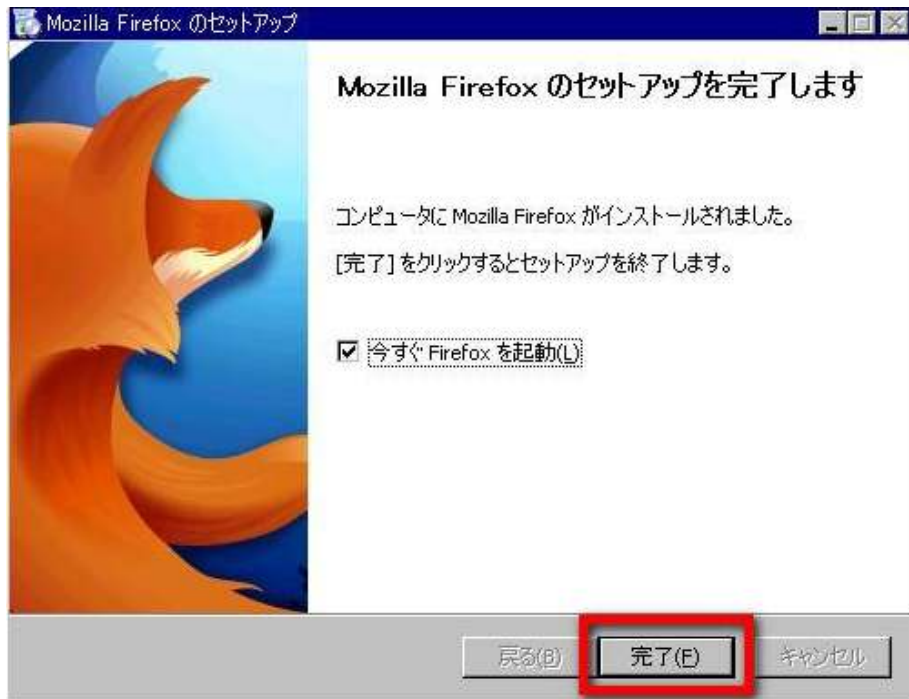 Mozilla Firefox のセットアップ
Mozilla Firefox のセットアップを完了します
コンピュータに Mozilla Firefox がインストールされました。
[完了] をクリックするとセットアップを終了します。
今すぐ Firefox を起動(L)
戻る(B) 完了(F) キャンセル